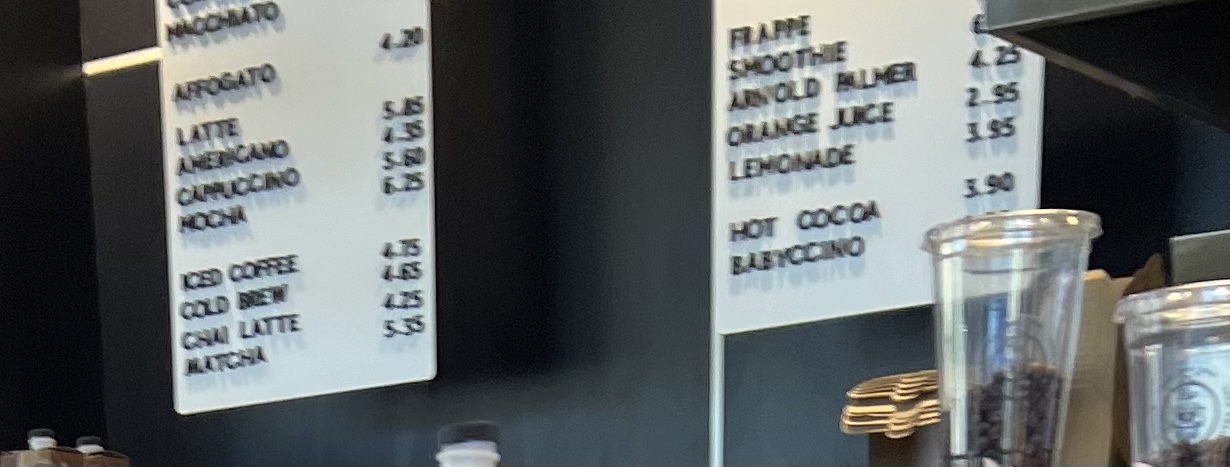 MACCHIATO
AFFOGATO 4.20
LATTE 5.85
AMERICANO 4.35
CAPPUCCINO 5.60
MOCHA 6.25
ICED COFFEE 4.75
COLD BREW 4.65
CHAI LATTE 4.25
MATCHA 5.35
FRAPPE
SMOOTHIE
ARNOLD PALMER 4.25
ORANGE JUICE 2.95
LEMONADE 3.95
HOT COCOA 3.90
BABYCCINO